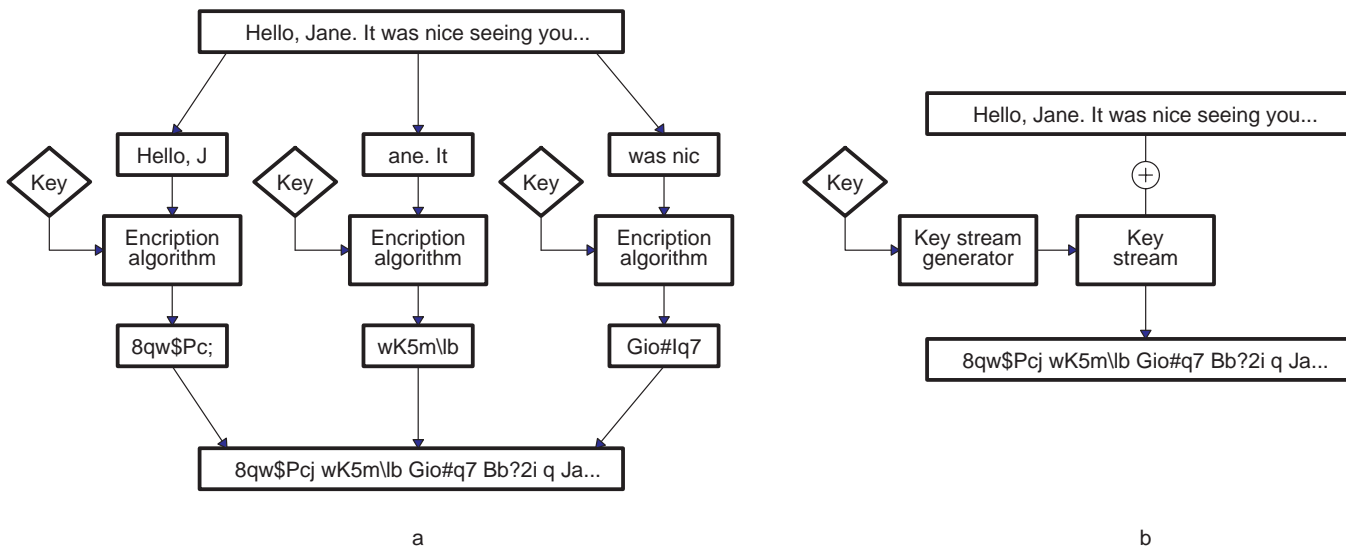 Hello, Jane. It was nice seeing you...
Hello, J
ane. It
was nic
Key
Key
Key
Encription
algorithm
Encription
algorithm
Encription
algorithm
8qw$Pc;
wK5m\lb
Gio#Iq7
8qw$Pcj wK5m\lb Gio#q7 Bb?2i q Ja...
a
Hello, Jane. It was nice seeing you...
+
Key
Key stream
generator
Key
stream
8qw$Pcj wK5m\lb Gio#q7 Bb?2i q Ja...
b